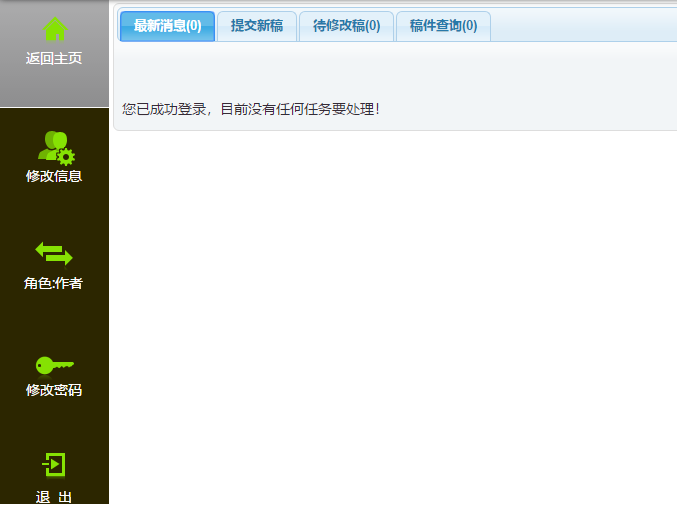 返回主页
修改信息
角色:作者
修改密码
退 出
最新消息(0) 提交新稿 待修改稿(0) 稿件查询(0)
您已成功登录，目前没有任何任务要处理！